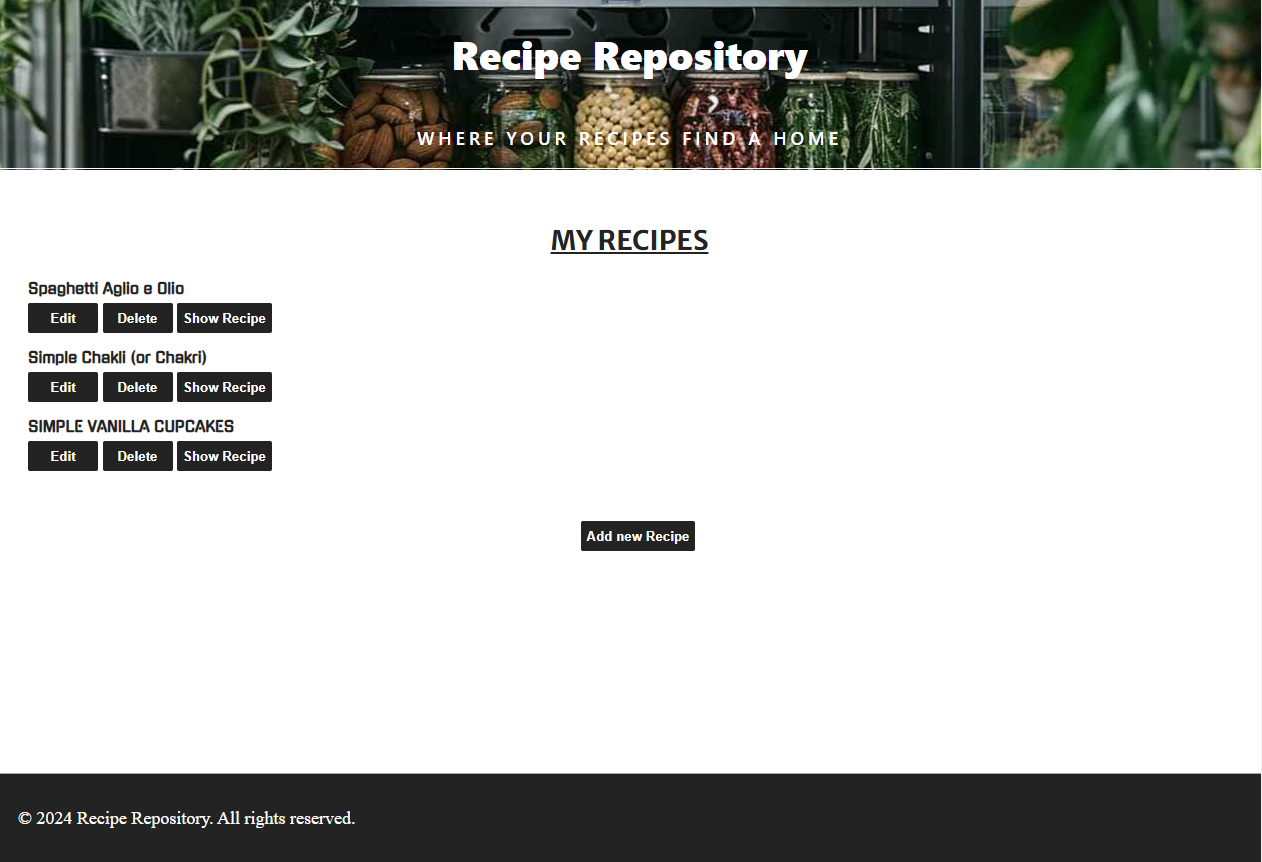 Recipe Repository
WHERE YOUR RECIPES FIND A HOME
MY RECIPES
Spaghetti Aglio e Olio
Edit Delete Show Recipe
Simple Chakli (or Chakri)
Edit Delete Show Recipe
SIMPLE VANILLA CUPCAKES
Edit Delete Show Recipe
Add new Recipe
© 2024 Recipe Repository. All rights reserved.